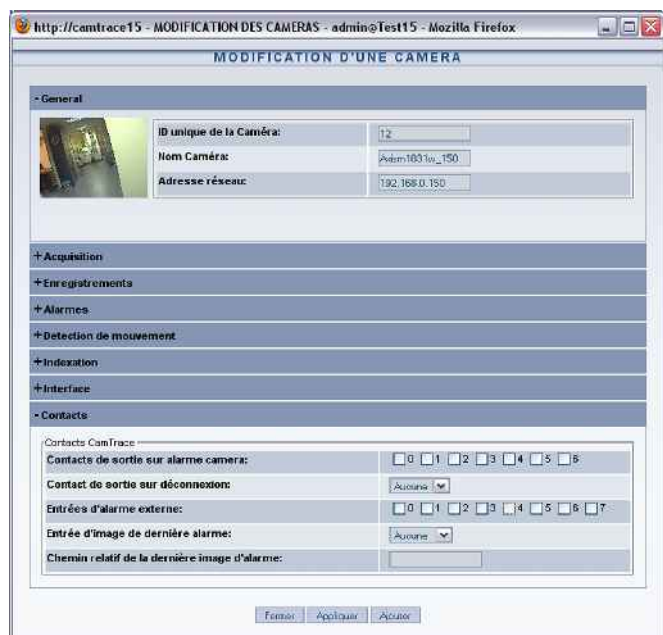 http://camtrace15 - MODIFICATION DES CAMERAS - admin@Test15 - Mozilla Firefox
MODIFICATION D'UNE CAMERA
- General
ID unique de la Caméra: 12
Nom Caméra: Axism1031w_150
Adresse réseau: 192.168.0.150
+ Acquisition
+ Enregistrements
+ Alarmes
+ Detection de mouvement
+ Indexation
+ Interface
- Contacts
Contacts CamTrace
Contacts de sortie sur alarme camera: 0 1 2 3 4 5 6
Contact de sortie sur déconnexion: Aucune
Entrées d'alarme externe: 0 1 2 3 4 5 6 7
Entrée d'image de dernière alarme: Aucune
Chemin relatif de la dernière image d'alarme:
Fermer Appliquer Ajouter